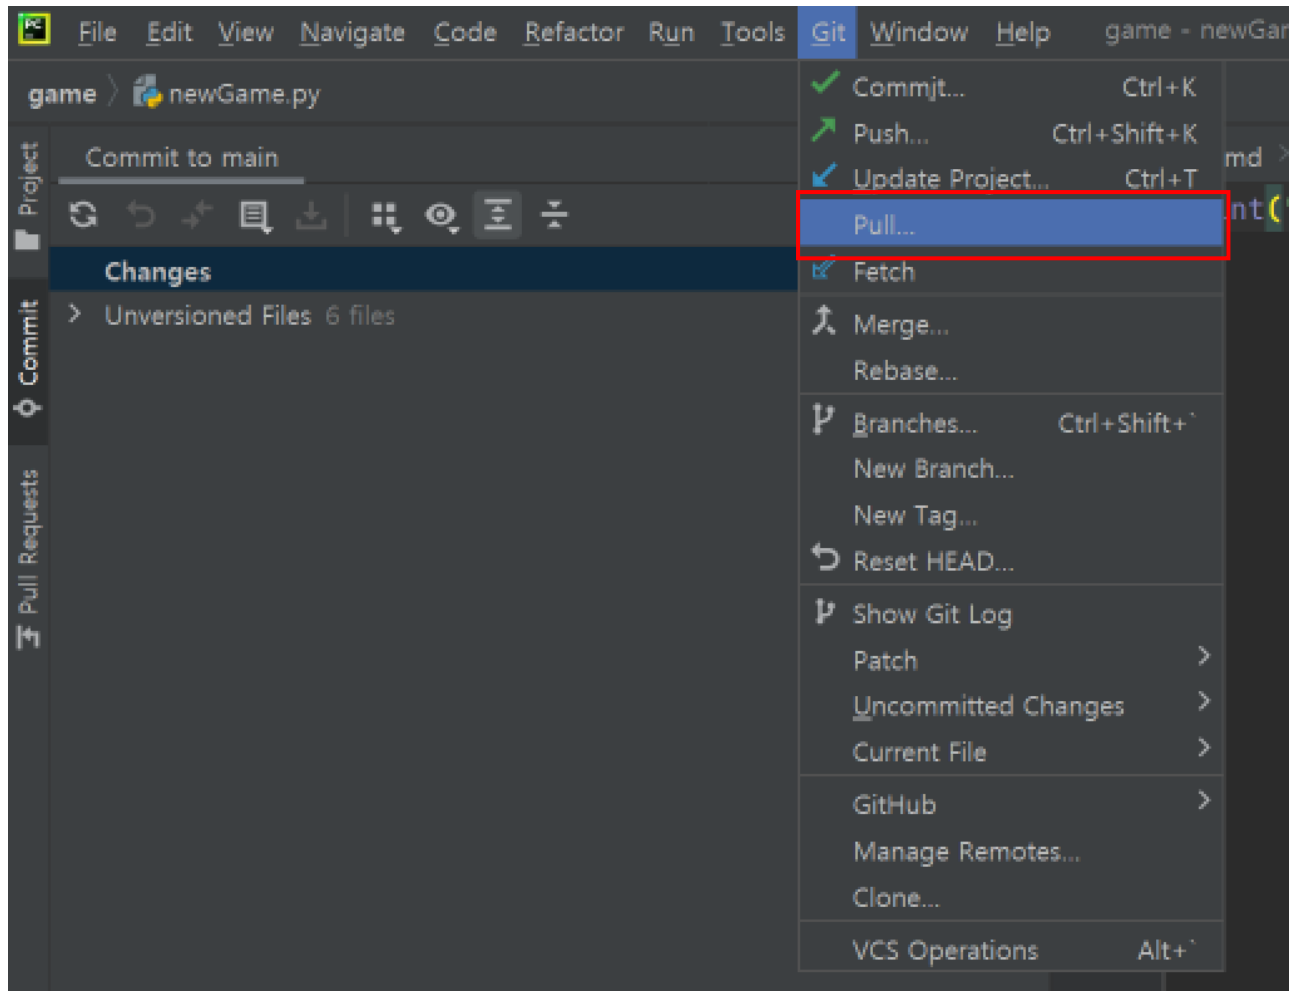 PC
File Edit View Navigate Code Refactor Run Tools Git Window Help game - newGar
game newGame.py
Project
Commit
Pull Requests
Commit to main
Changes
Unversioned Files 6 files
Commit... Ctrl+K
Push... Ctrl+Shift+K
Update Project... Ctrl+T
Pull...
Fetch
Merge...
Rebase...
Branches... Ctrl+Shift+`
New Branch...
New Tag...
Reset HEAD...
Show Git Log
Patch
Uncommitted Changes
Current File
GitHub
Manage Remotes...
Clone...
VCS Operations Alt+`
md
nt(